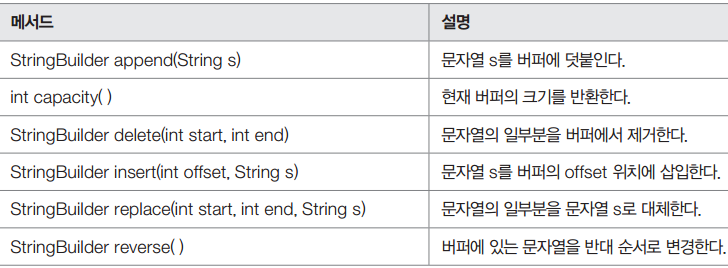 메서드 설명
StringBuilder append(String s) 문자열 s를 버퍼에 덧붙인다.
int capacity( ) 현재 버퍼의 크기를 반환한다.
StringBuilder delete(int start, int end) 문자열의 일부분을 버퍼에서 제거한다.
StringBuilder insert(int offset, String s) 문자열 s를 버퍼의 offset 위치에 삽입한다.
StringBuilder replace(int start, int end, String s) 문자열의 일부분을 문자열 s로 대체한다.
StringBuilder reverse( ) 버퍼에 있는 문자열을 반대 순서로 변경한다.